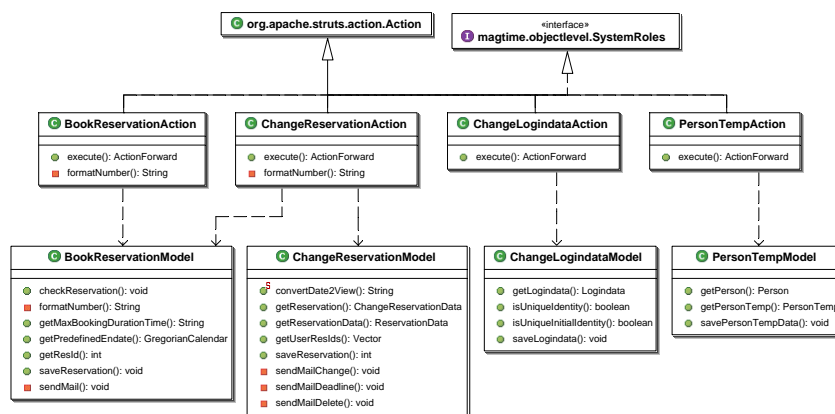 C org.apache.struts.action.Action
«interface»
I magtime.objectlevel.SystemRoles
C BookReservationAction
execute(): ActionForward
formatNumber(): String
C ChangeReservationAction
execute(): ActionForward
formatNumber(): String
C ChangeLogindataAction
execute(): ActionForward
C PersonTempAction
execute(): ActionForward
C BookReservationModel
checkReservation(): void
formatNumber(): String
getMaxBookingDurationTime(): String
getPredefinedEndate(): GregorianCalendar
getResId(): int
saveReservation(): void
sendMail(): void
C ChangeReservationModel
S convertDate2View(): String
getReservation(): ChangeReservationData
getReservationData(): ReservationData
getUserResIds(): Vector
saveReservation(): int
sendMailChange(): void
sendMailDeadline(): void
sendMailDelete(): void
C ChangeLogindataModel
getLogindata(): Logindata
isUniqueIdentity(): boolean
isUniqueInitialIdentity(): boolean
saveLogindata(): void
C PersonTempModel
getPerson(): Person
getPersonTemp(): PersonTemp
savePersonTempData(): void